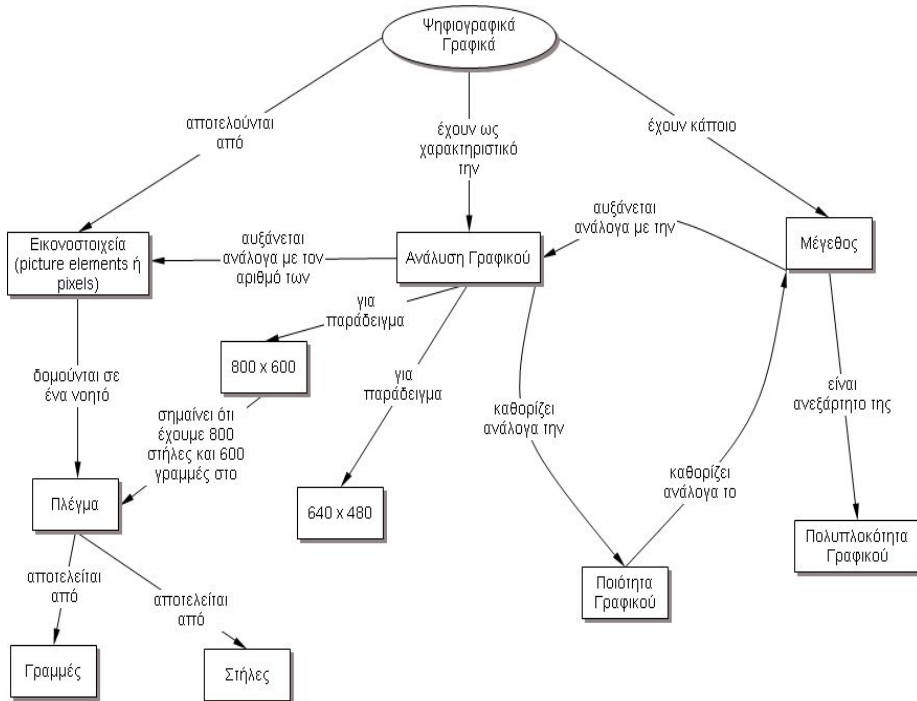 Ψηφιογραφικά
Γραφικά
αποτελούνται
από
έχουν ως
χαρακτηριστικό
την
έχουν κάποιο
Εικονοστοιχεία
(picture elements ή
pixels)
αυξάνεται
ανάλογα με τον
αριθμό των
Ανάλυση Γραφικού
αυξάνεται
ανάλογα με την
Μέγεθος
για
παράδειγμα
800 x 600
για
παράδειγμα
δομούνται σε
ένα νοητό
σημαίνει ότι
έχουμε 800
στήλες και 600
γραμμές στο
καθορίζει
ανάλογα την
είναι
ανεξάρτητο της
καθορίζει
ανάλογα το
Πλέγμα
640 x 480
Πολυπλοκότητα
Γραφικού
Ποιότητα
Γραφικού
αποτελείται
από
αποτελείται
από
Γραμμές
Στήλες